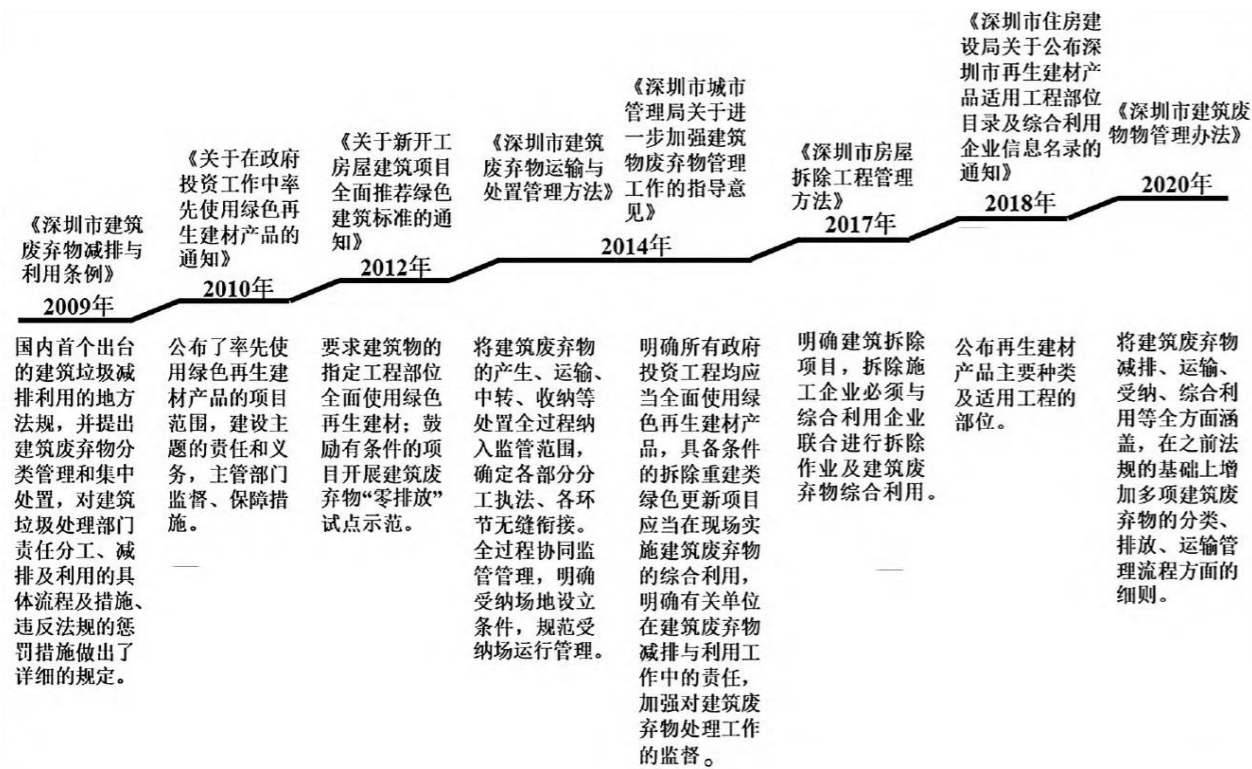 《深圳市建筑
废弃物减排与
利用条例》
2009年
国内首个出台
的建筑垃圾减
排利用的地方
法规，并提出
建筑废弃物分
类管理和集中
处置，对建筑
垃圾处理部门
责任分工、减
排及利用的具
体流程及措施、
违反法规的惩
罚措施做出了
详细的规定。
《关于在政府
投资工作中率
先使用绿色再
生建材产品的
通知》
2010年
公布了率先使
用绿色再生建
材产品的项目
范围，建设主
题的责任和义
务，主管部门
监督、保障措
施。
《关于新开工
房屋建筑项目
全面推荐绿色
建筑标准的通
知》
2012年
要求建筑物的
指定工程部位
全面使用绿色
再生建材；鼓
励有条件的项
目开展建筑废
弃物“零排放”
试点示范。
《深圳市建筑
废弃物运输与
处置管理方法》
《深圳市城市
管理局关于进
一步加强建筑
物废弃物管理
工作的指导意
见》
2014年
将建筑废弃物
的产生、运输、
中转、收纳等
处置全过程纳
入监管范围，
确定各部分分
工执法、各环
节无缝衔接。
全过程协同监
管管理，明确
受纳场地设立
条件，规范受
纳场运行管理。
明确所有政府
投资工程均应
当全面使用绿
色再生建材产
品，具备条件
的拆除重建类
绿色更新项目
应当在现场实
施建筑废弃物
的综合利用，
明确有关单位
在建筑废弃物
减排与利用工
作中的责任，
加强对建筑废
弃物处理工作
的监督。
《深圳市房屋
拆除工程管理
方法》
2017年
明确建筑拆除
项目，拆除施
工企业必须与
综合利用企业
联合进行拆除
作业及建筑废
弃物综合利用。
《深圳市住房建
设局关于公布深
圳市再生建材产
品适用工程部位
目录及综合利用
企业信息名录的
通知》
2018年
公布再生建材
产品主要种类
及适用工程的
部位。
《深圳市建筑废
物物管理办法》
2020年
将建筑废弃物
减排、运输、
受纳、综合利
用等全方面涵
盖，在之前法
规的基础上增
加多项建筑废
弃物的分类、
排放、运输管
理流程方面的
细则。